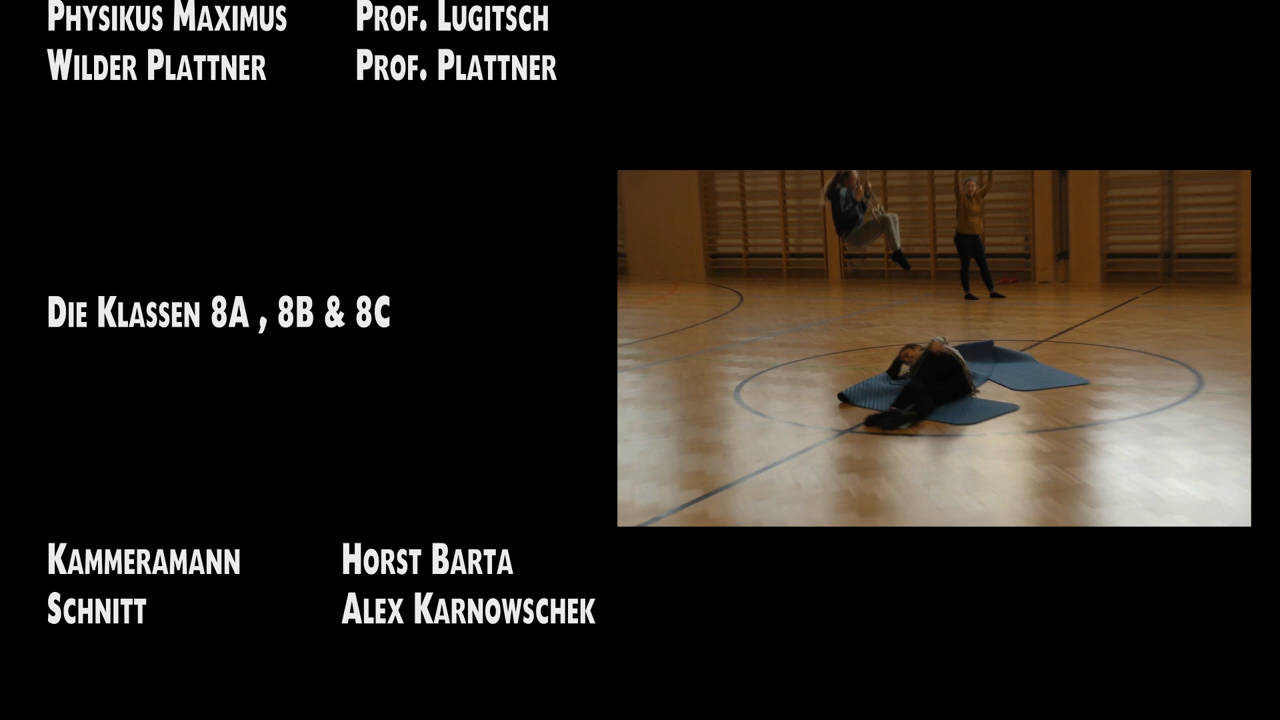 Physikus Maximus Prof. Lugitsch
Wilder Plattner Prof. Plattner
Die Klassen 8A , 8B & 8C
Kammeramann Horst Barta
Schnitt Alex Karnowschek